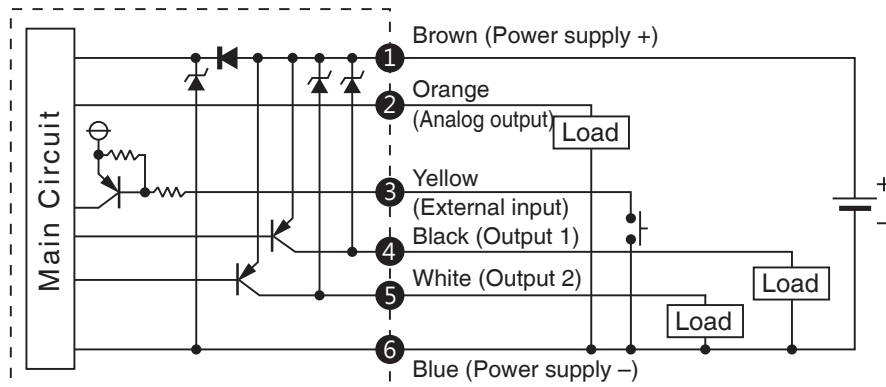 Main Circuit
1 Brown (Power supply +)
2 Orange
(Analog output)
Load
3 Yellow
(External input)
4 Black (Output 1)
5 White (Output 2)
Load
Load
6
Blue (Power supply –)
+
–